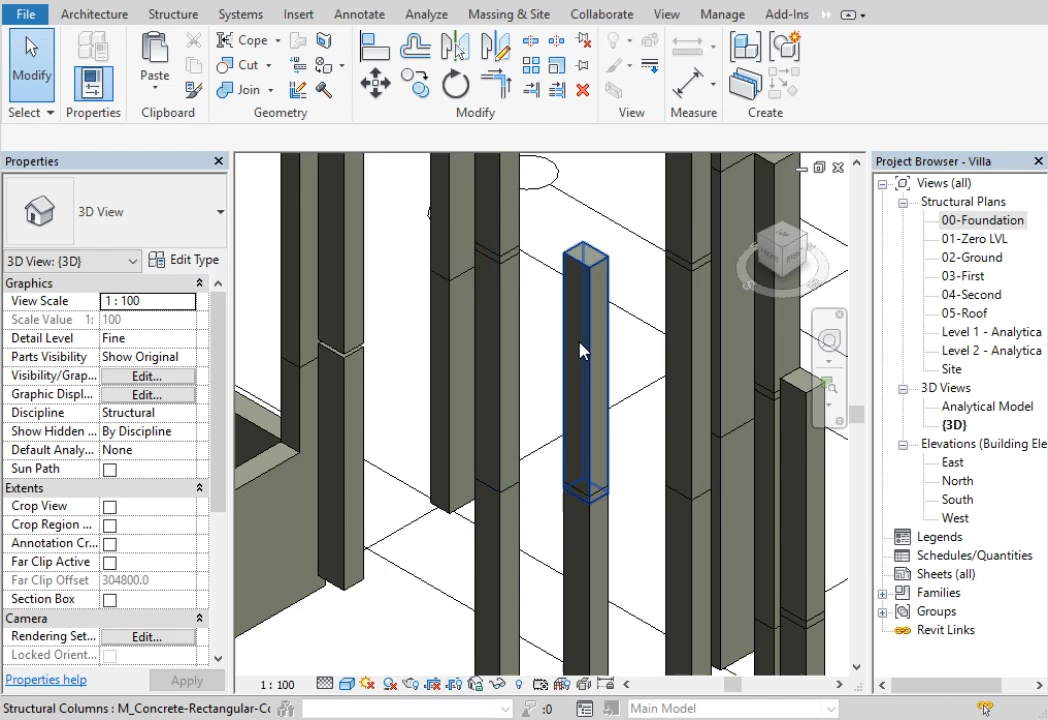 File Architecture Structure Systems Insert Annotate Analyze Massing & Site Collaborate View Manage Add-Ins
Modify Paste Cope Cut Join
Select Properties Clipboard Geometry Modify View Measure Create
Properties
3D View
3D View: {3D} Edit Type
Graphics
View Scale 1 : 100
Scale Value 1: 100
Detail Level Fine
Parts Visibility Show Original
Visibility/Grap... Edit...
Graphic Displ... Edit...
Discipline Structural
Show Hidden ... By Discipline
Default Analy... None
Sun Path
Extents
Crop View
Crop Region ...
Annotation Cr...
Far Clip Active
Far Clip Offset 304800.0
Section Box
Camera
Rendering Set... Edit...
Locked Orient...
Properties help Apply
FRONT RIGHT
Project Browser - Villa
Views (all)
Structural Plans
00-Foundation
01-Zero LVL
02-Ground
03-First
04-Second
05-Roof
Level 1 - Analytica
Level 2 - Analytica
Site
3D Views
Analytical Model
{3D}
Elevations (Building Ele
East
North
South
West
Legends
Schedules/Quantities
Sheets (all)
Families
Groups
Revit Links
1 : 100
Structural Columns : M_Concrete-Rectangular-Co :0 Main Model